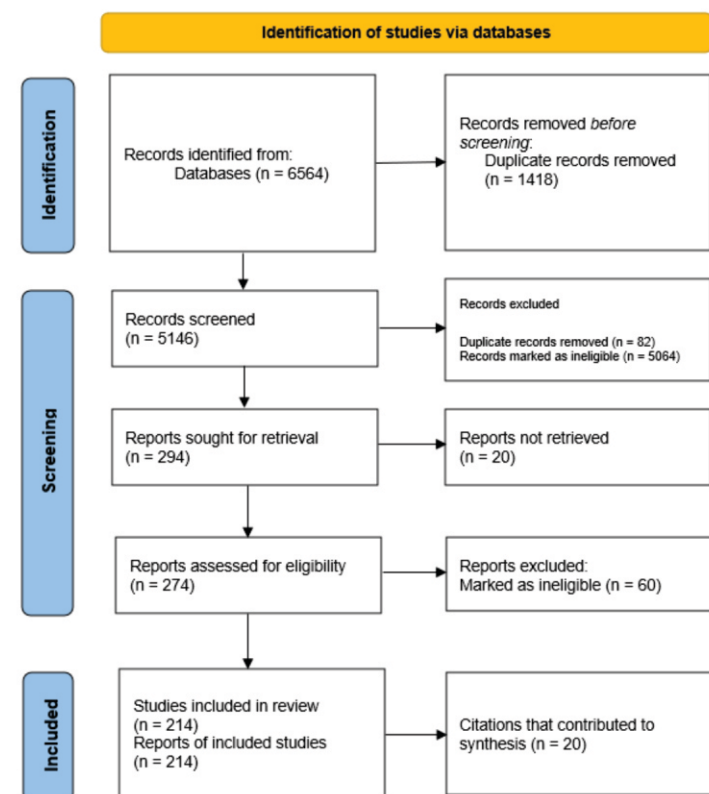 Identification of studies via databases
Identification
Records identified from:
Databases (n = 6564)
Records removed before
screening:
Duplicate records removed
(n = 1418)
Screening
Records screened
(n = 5146)
Records excluded
Duplicate records removed (n = 82)
Records marked as ineligible (n = 5064)
Reports sought for retrieval
(n = 294)
Reports not retrieved
(n = 20)
Reports assessed for eligibility
(n = 274)
Reports excluded:
Marked as ineligible (n = 60)
Included
Studies included in review
(n = 214)
Reports of included studies
(n = 214)
Citations that contributed to
synthesis (n = 20)